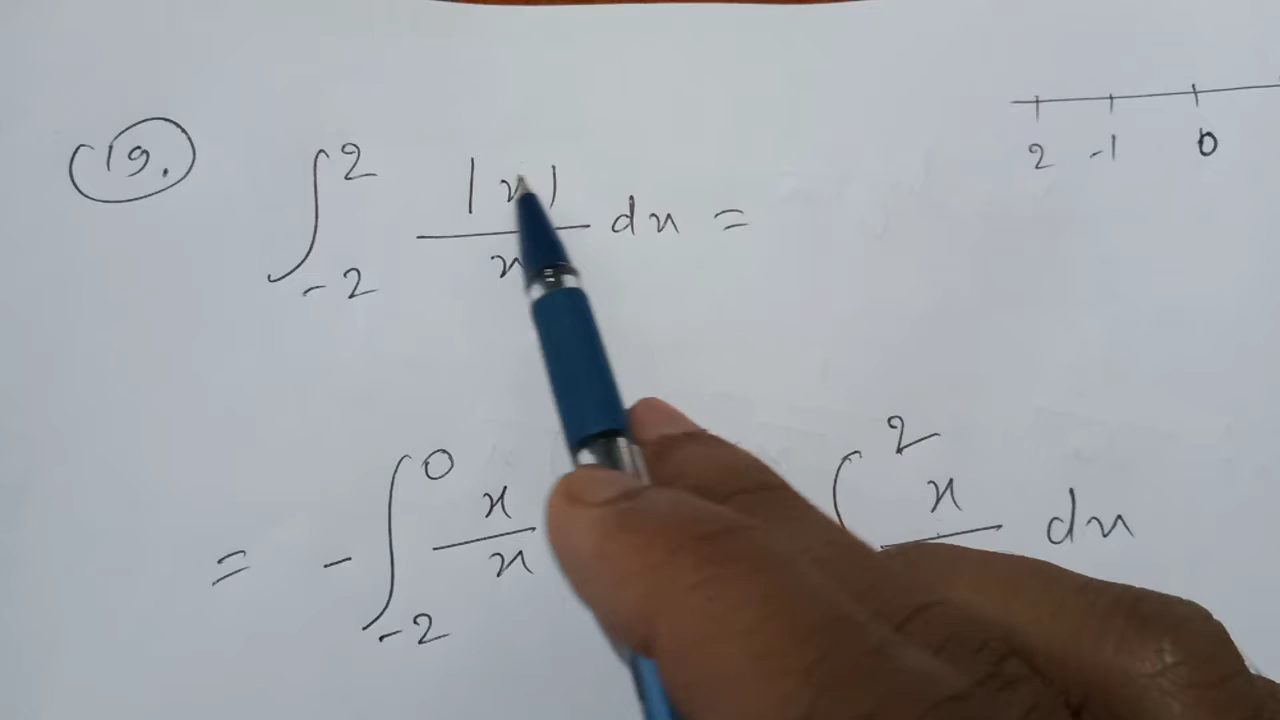 19.
∫_{-2}^{2} |x|/x dx =
2 -1 0
= - ∫_{-2}^{0} x/x ∫^{2} x dx